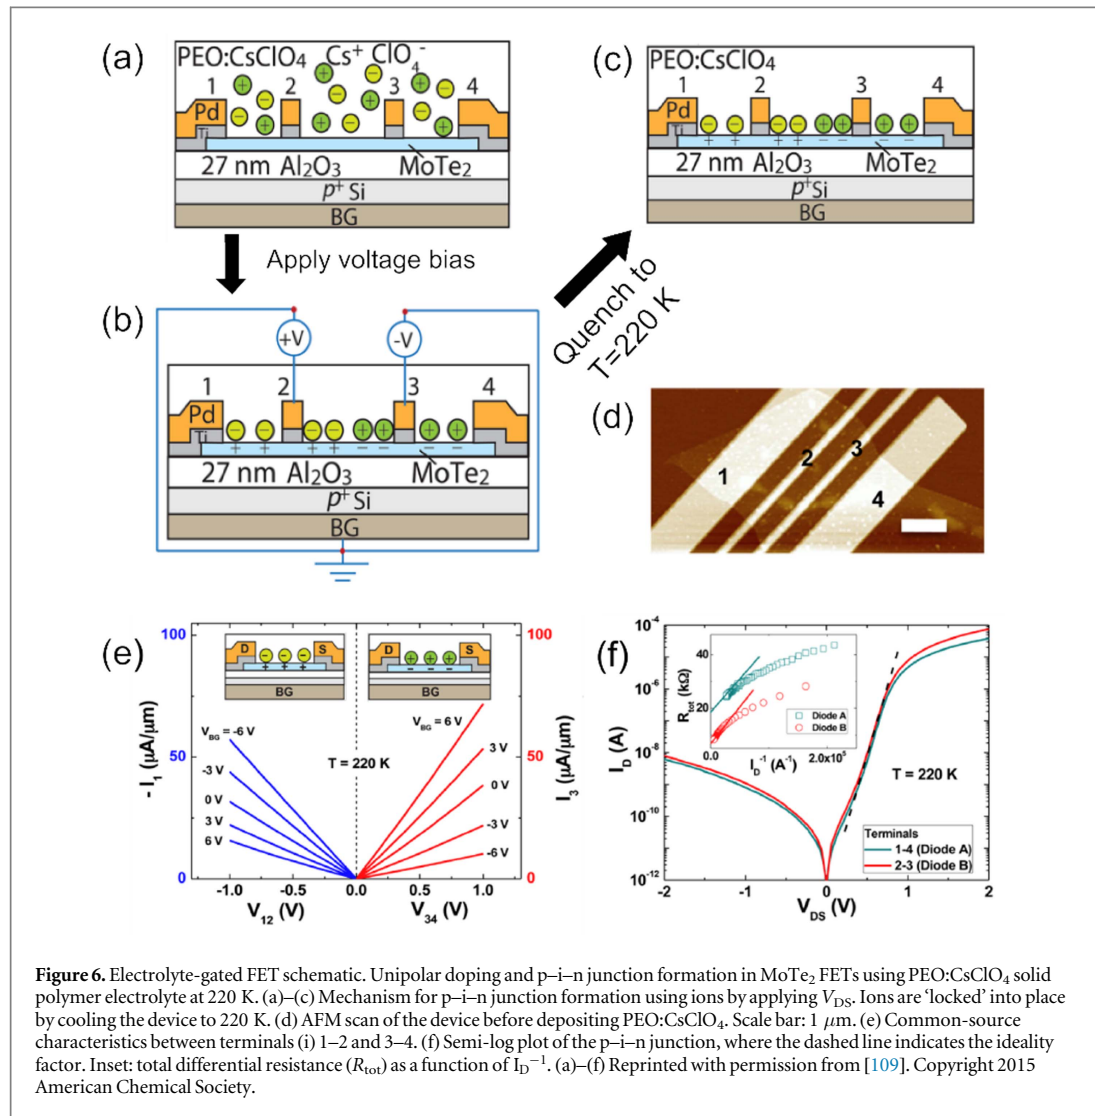 (a)
PEO:CsClO₄ Cs⁺ ClO₄⁻
1 2 3 4
Pd
Ti
27 nm Al₂O₃ MoTe₂
p⁺ Si
BG
Apply voltage bias
(b)
+V -V
1 2 3 4
Pd
Ti
+ + + + − − − −
27 nm Al₂O₃ MoTe₂
p⁺ Si
BG
Quench to
T=220 K
(c)
PEO:CsClO₄
1 2 3 4
Pd
Ti
+ + + + − − − −
27 nm Al₂O₃ MoTe₂
p⁺ Si
BG
(d)
1 2 3 4
(e)
100
50
0
- I₁ (μA/μm)
D S
+ + +
BG
D S
− − −
BG
V_BG = -6 V
-3 V
0 V
3 V
6 V
V_BG = 6 V
3 V
0 V
-3 V
-6 V
T = 220 K
100
50
0
I₃ (μA/μm)
-1.0 -0.5 0.0 0.5 1.0
V₁₂ (V) V₃₄ (V)
(f)
10⁻⁴
10⁻⁶
10⁻⁸
10⁻¹⁰
10⁻¹²
I_D (A)
40
20
R_tot (kΩ)
Diode A
Diode B
0.0 2.0x10⁵
I_D⁻¹ (A⁻¹)
T = 220 K
Terminals
1-4 (Diode A)
2-3 (Diode B)
-2 -1 0 1 2
V_DS (V)
Figure 6. Electrolyte-gated FET schematic. Unipolar doping and p–i–n junction formation in MoTe₂ FETs using PEO:CsClO₄ solid
polymer electrolyte at 220 K. (a)–(c) Mechanism for p–i–n junction formation using ions by applying V_DS. Ions are ‘locked’ into place
by cooling the device to 220 K. (d) AFM scan of the device before depositing PEO:CsClO₄. Scale bar: 1 μm. (e) Common-source
characteristics between terminals (i) 1–2 and 3–4. (f) Semi-log plot of the p–i–n junction, where the dashed line indicates the ideality
factor. Inset: total differential resistance (R_tot) as a function of I_D⁻¹. (a)–(f) Reprinted with permission from [109]. Copyright 2015
American Chemical Society.